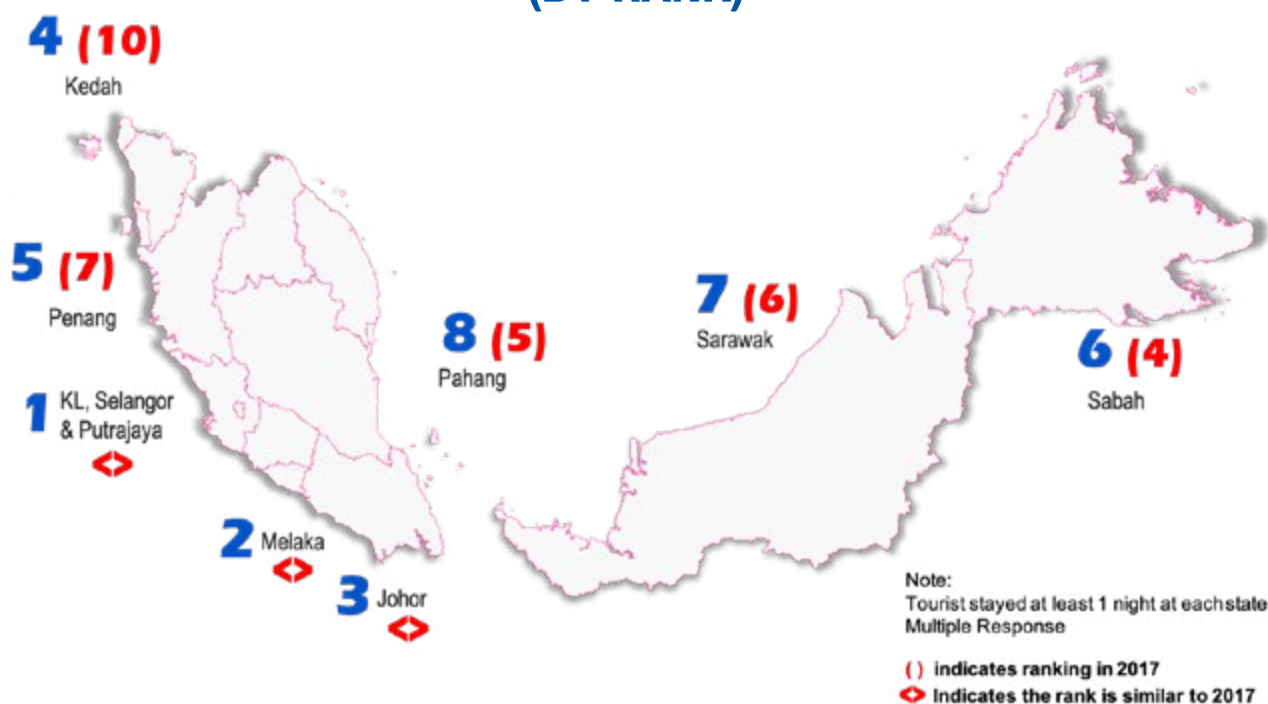 (BY RANK)
4 (10)
Kedah
5 (7)
Penang
1 KL, Selangor
& Putrajaya
<>
2 Melaka
<>
3 Johor
<>
8 (5)
Pahang
7 (6)
Sarawak
6 (4)
Sabah
Note:
Tourist stayed at least 1 night at each state
Multiple Response
( ) indicates ranking in 2017
<> Indicates the rank is similar to 2017